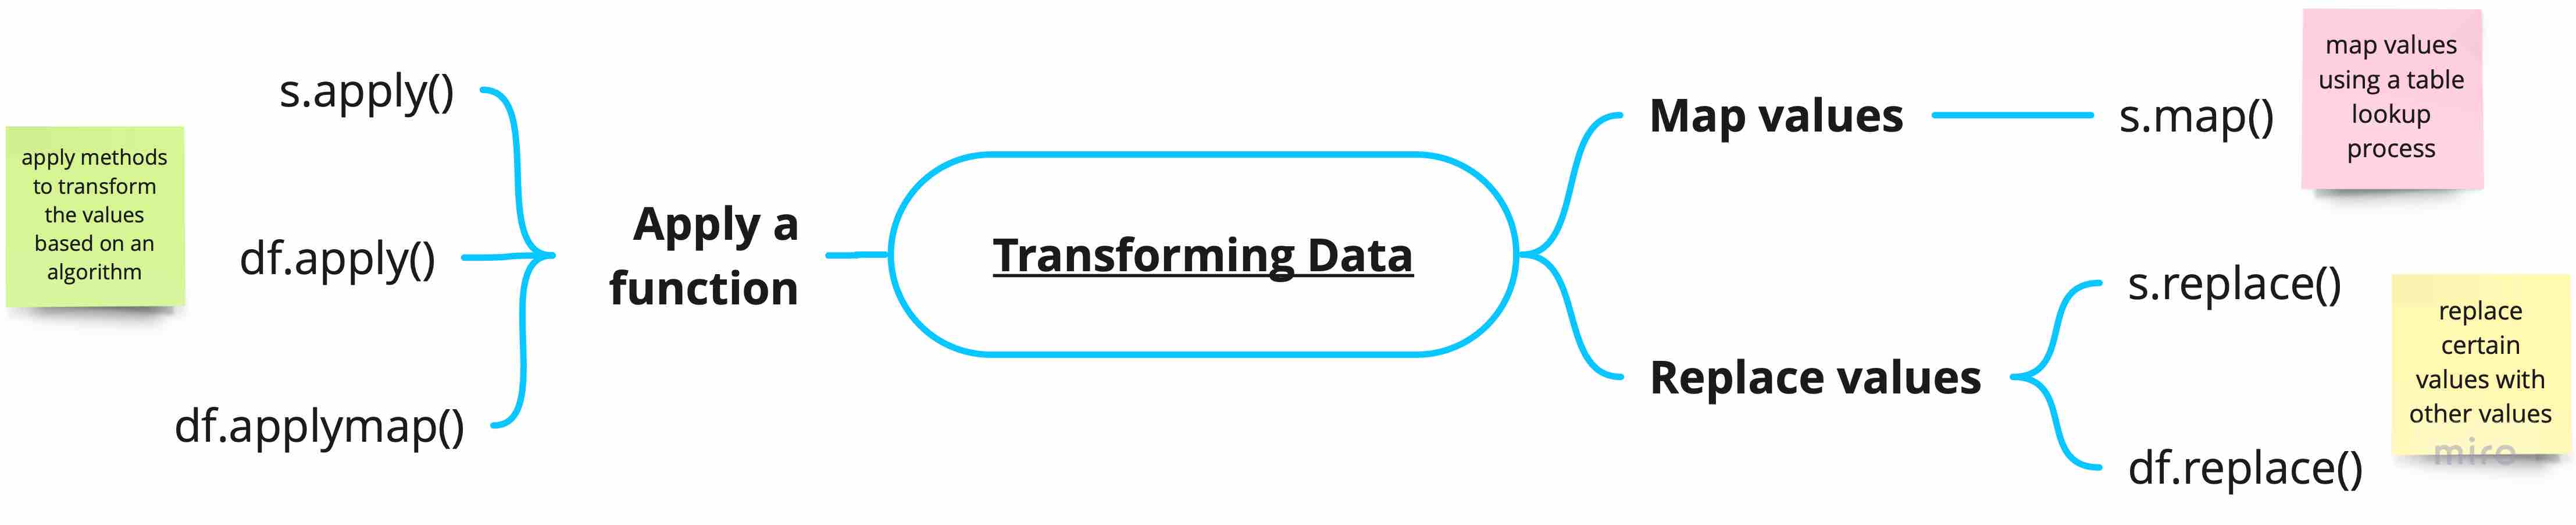 s.apply()
apply methods
to transform
the values
based on an
algorithm
df.apply()
df.applymap()
Apply a
function
Transforming Data
Map values
s.map()
map values
using a table
lookup
process
Replace values
s.replace()
df.replace()
replace
certain
values with
other values
miro